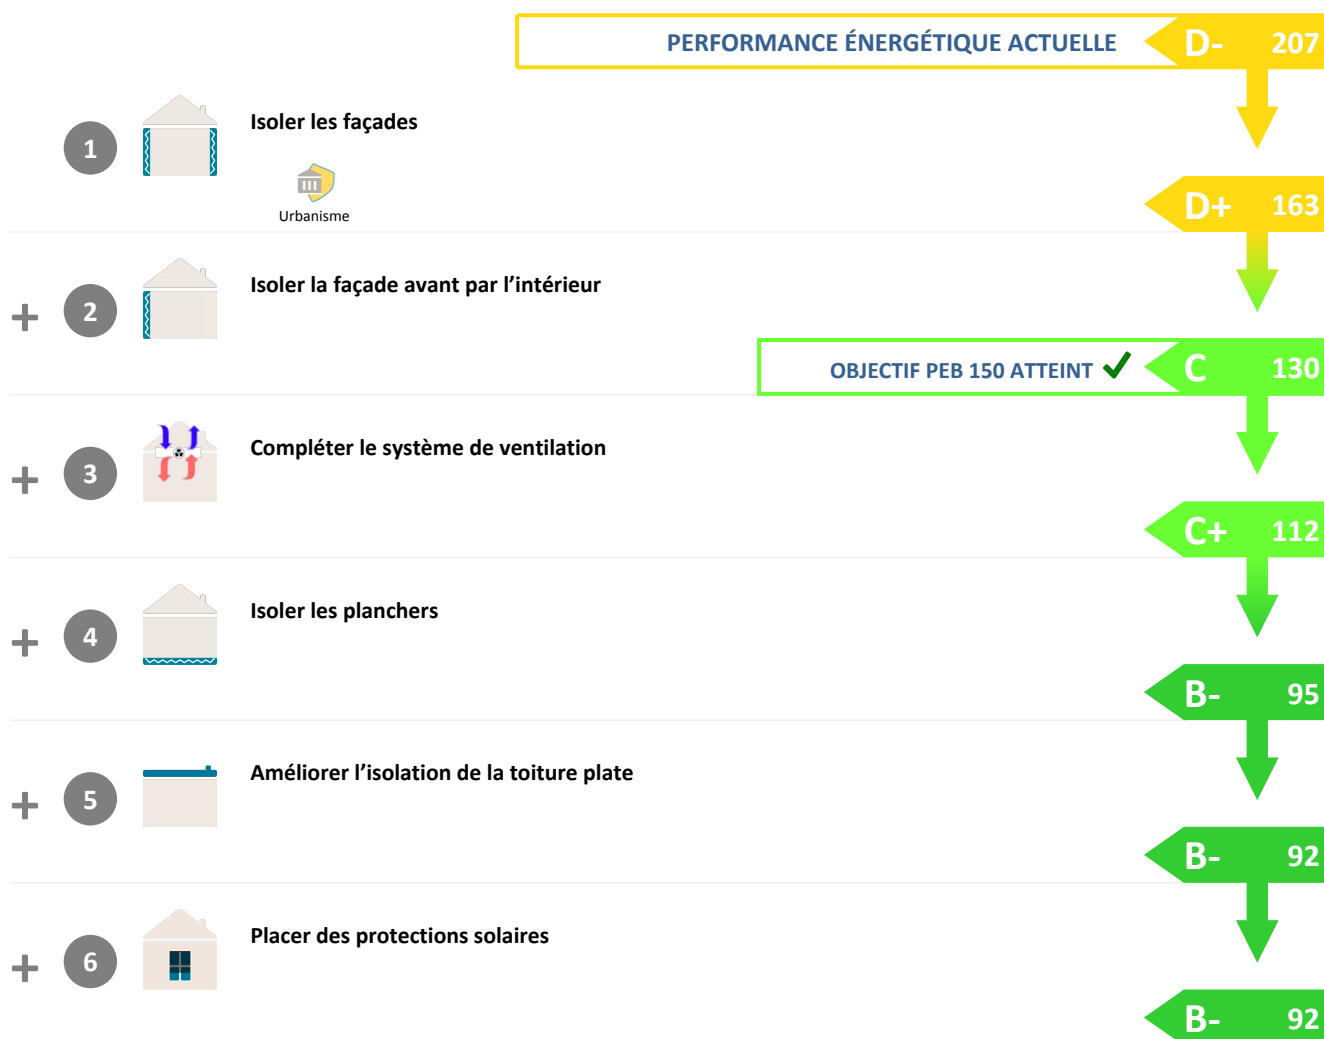 PERFORMANCE ÉNERGÉTIQUE ACTUELLE D- 207
1 Isoler les façades
Urbanisme
D+ 163
+ 2 Isoler la façade avant par l’intérieur
OBJECTIF PEB 150 ATTEINT ✓ C 130
+ 3 Compléter le système de ventilation
C+ 112
+ 4 Isoler les planchers
B- 95
+ 5 Améliorer l’isolation de la toiture plate
B- 92
+ 6 Placer des protections solaires
B- 92